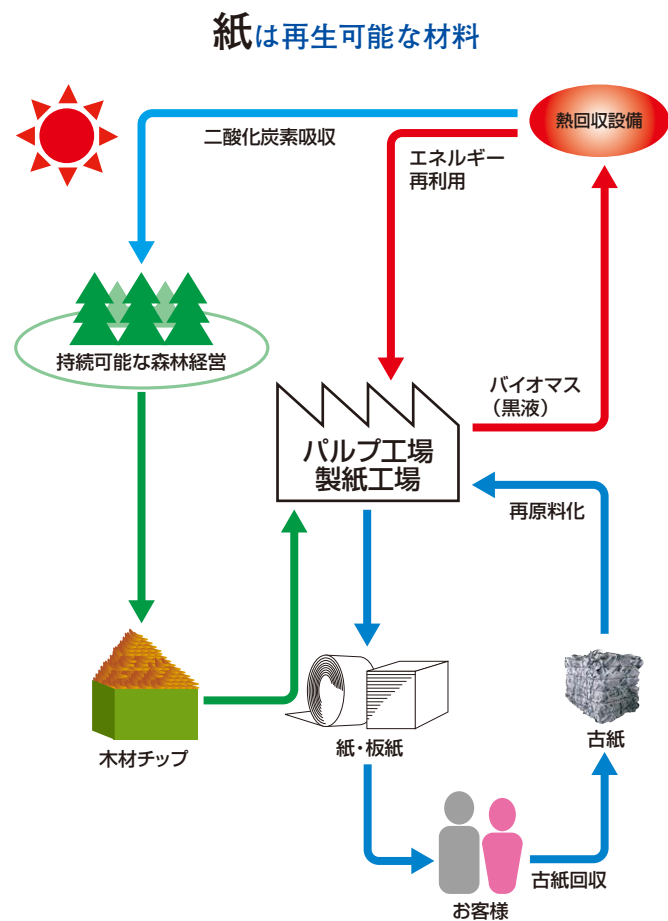 紙は再生可能な材料
熱回収設備
二酸化炭素吸収
エネルギー
再利用
持続可能な森林経営
バイオマス
（黒液）
パルプ工場
製紙工場
再原料化
木材チップ
紙・板紙
古紙
古紙回収
お客様